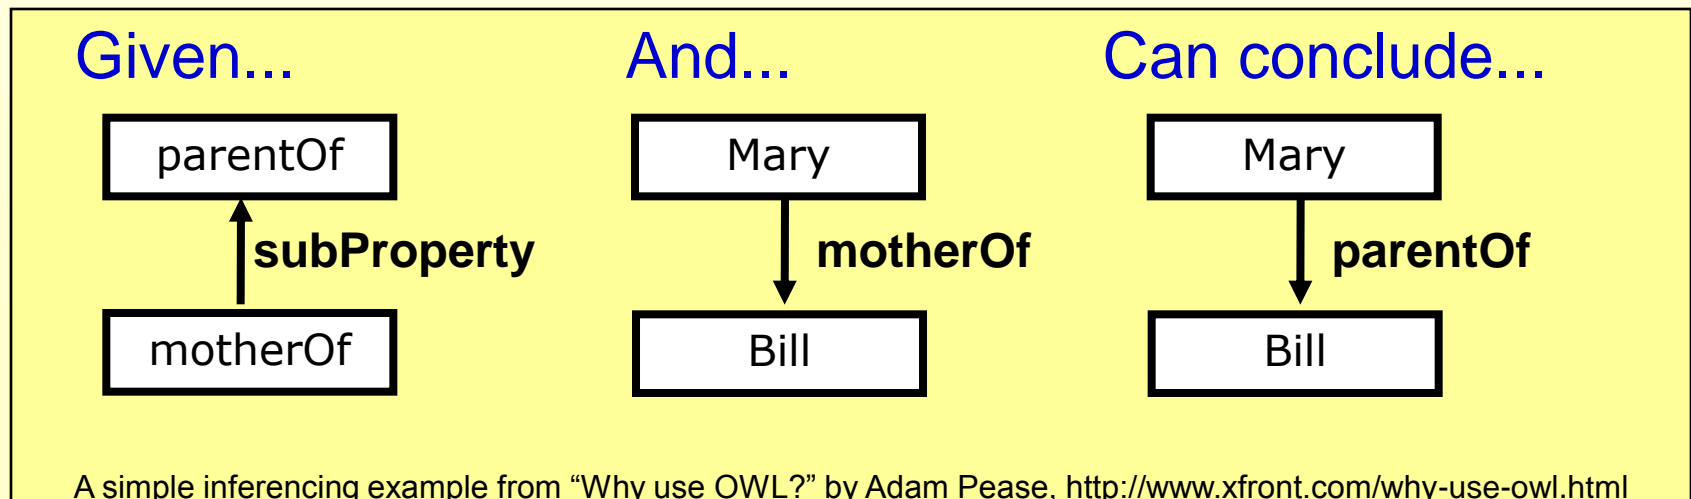 Given...
And...
Can conclude...
parentOf
subProperty
motherOf
Mary
motherOf
Bill
Mary
parentOf
Bill
A simple inferencing example from “Why use OWL?” by Adam Pease, http://www.xfront.com/why-use-owl.html